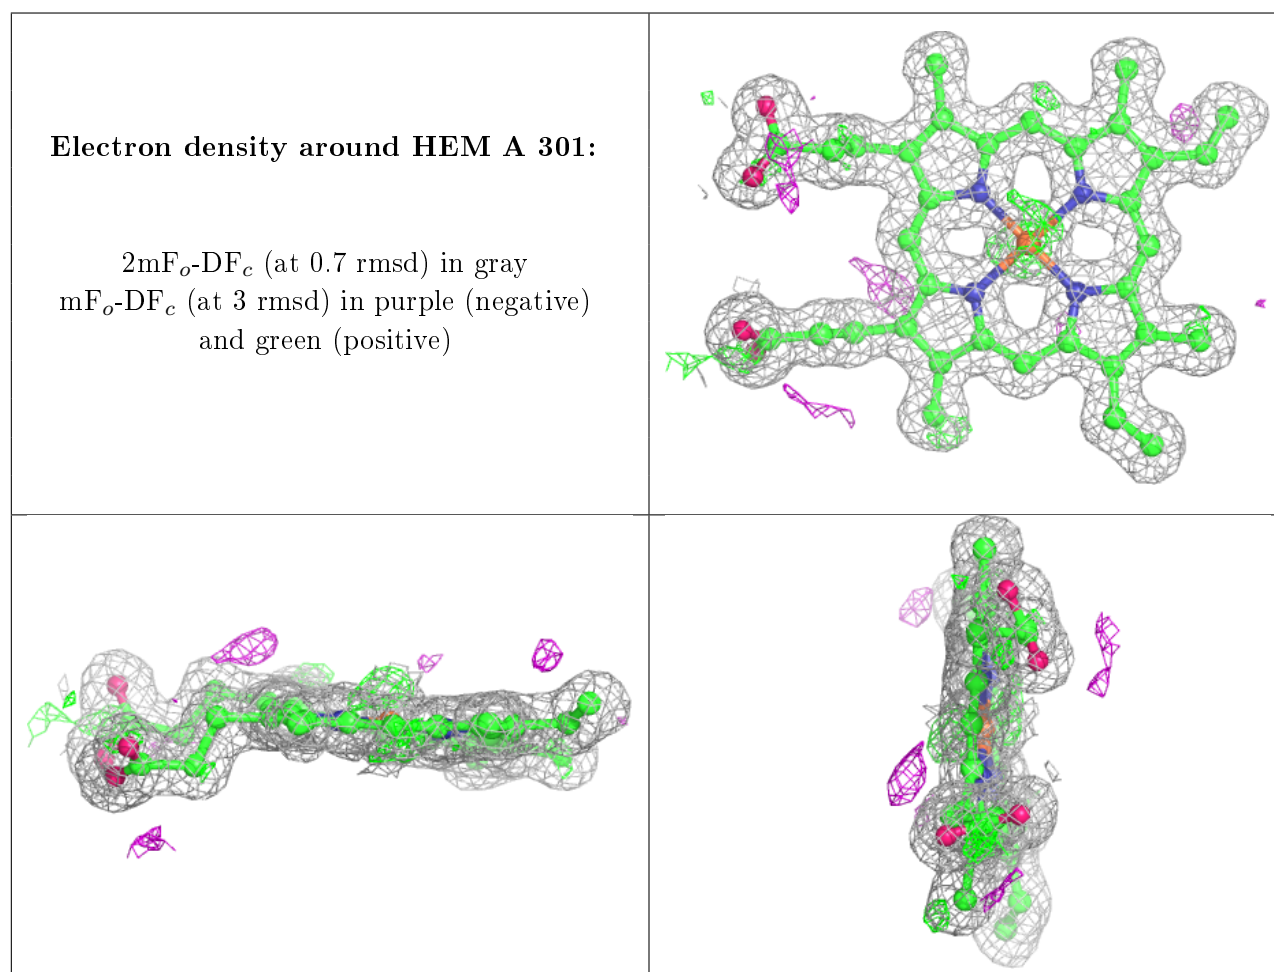 Electron density around HEM A 301:
2mFₒ-DF𝑐 (at 0.7 rmsd) in gray
mFₒ-DF𝑐 (at 3 rmsd) in purple (negative)
and green (positive)